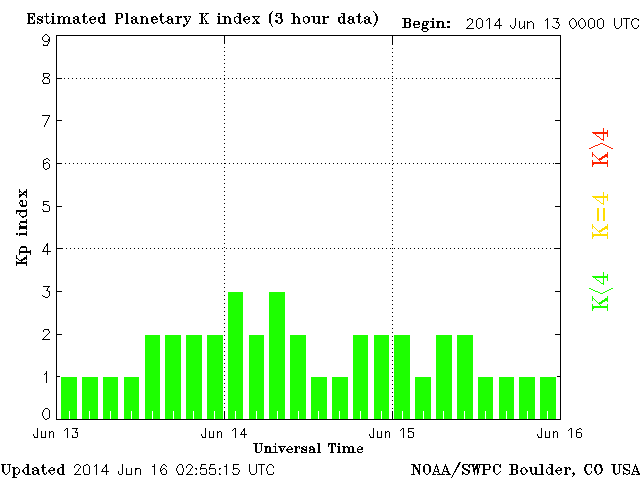 Estimated Planetary K index (3 hour data) Begin: 2014 Jun 13 0000 UTC
9
8
7
6
5
4
3
2
1
0
Kp index
K>4
K=4
K<4
Jun 13 Jun 14 Jun 15 Jun 16
Universal Time
Updated 2014 Jun 16 02:55:15 UTC NOAA/SWPC Boulder, CO USA